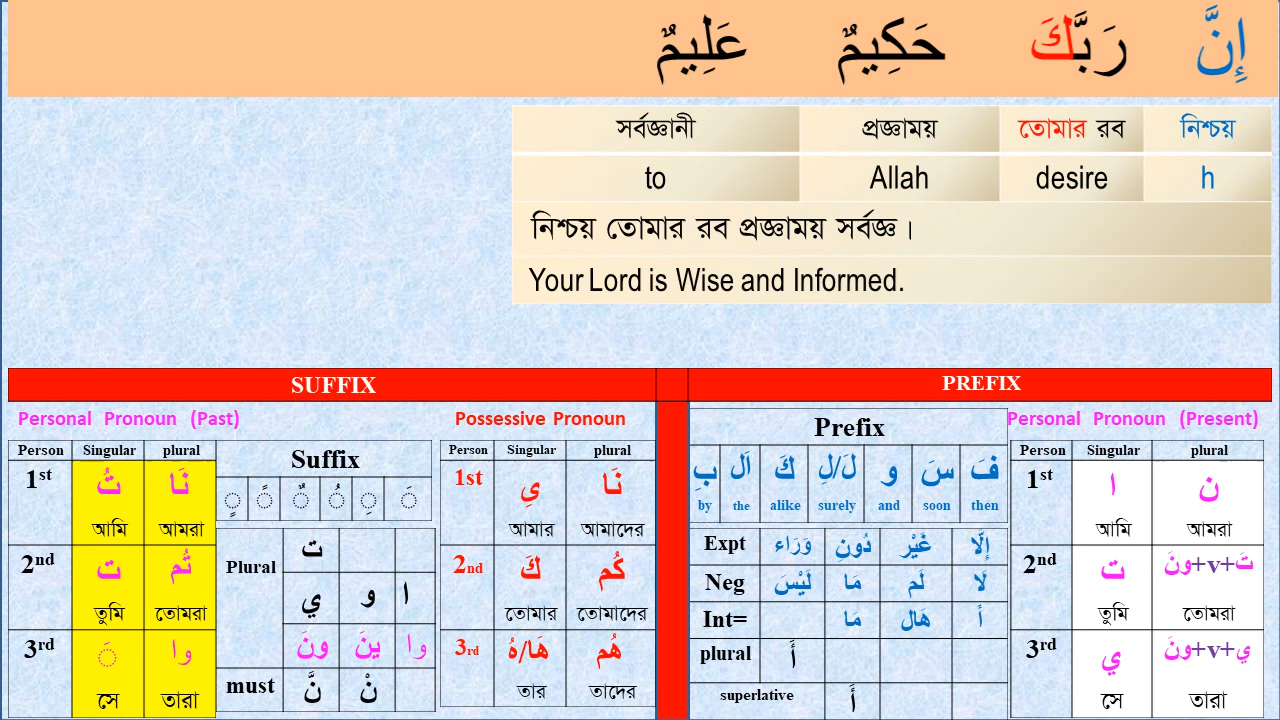 إِنَّ رَبَّكَ حَكِيمٌ عَلِيمٌ
সর্বজ্ঞানী প্রজ্ঞাময় তোমার রব নিশ্চয়
to Allah desire h
নিশ্চয় তোমার রব প্রজ্ঞাময় সর্বজ্ঞ।
Your Lord is Wise and Informed.
SUFFIX PREFIX
Personal Pronoun (Past)
Person Singular plural
1st تُ نَا
আমি আমরা
2nd ت تُم
তুমি তোমরা
3rd َ وا
সে তারা
Suffix
ٍ ً ٌ ُ ِ َ
Plural ت
ي و ا
ونَ ينَ وا
must نَّ نْ
Possessive Pronoun
Person Singular plural
1st ي نَا
আমার আমাদের
2nd كَ كُم
তোমার তোমাদের
3rd هَا/هُ هُم
তার তাদের
Prefix
بِ اَل كَ لَ/لِ و سَ فَ
by the alike surely and soon then
Expt وَرَاء دُونِ غَيْر إِلَّا
Neg لَيْسَ مَا لَم لَا
Int= مَا هَال أَ
plural أَ
superlative أَ
Personal Pronoun (Present)
Person Singular plural
1st ا ن
আমি আমরা
2nd ت تَ+v+ونَ
তুমি তোমরা
3rd ي ي+v+ونَ
সে তারা